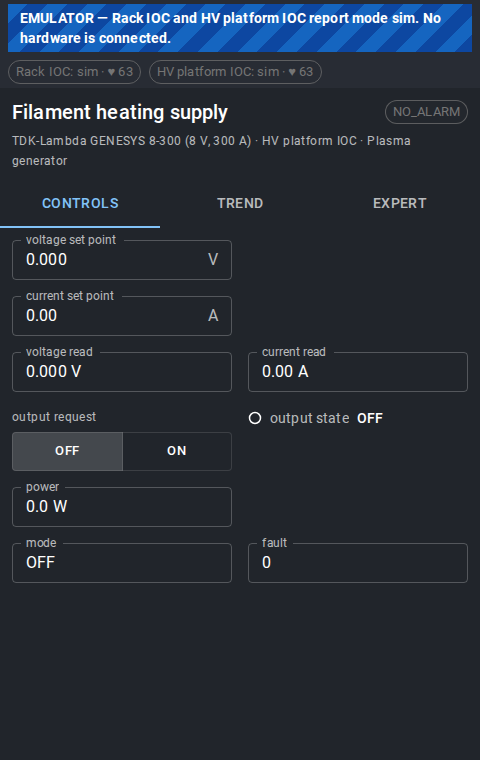 EMULATOR — Rack IOC and HV platform IOC report mode sim. No
hardware is connected.
Rack IOC: sim · ♥ 63
HV platform IOC: sim · ♥ 63
Filament heating supply
NO_ALARM
TDK-Lambda GENESYS 8-300 (8 V, 300 A) · HV platform IOC · Plasma
generator
CONTROLS
TREND
EXPERT
voltage set point
0.000 V
current set point
0.00 A
voltage read
0.000 V
current read
0.00 A
output request
output state OFF
OFF
ON
power
0.0 W
mode
OFF
fault
0